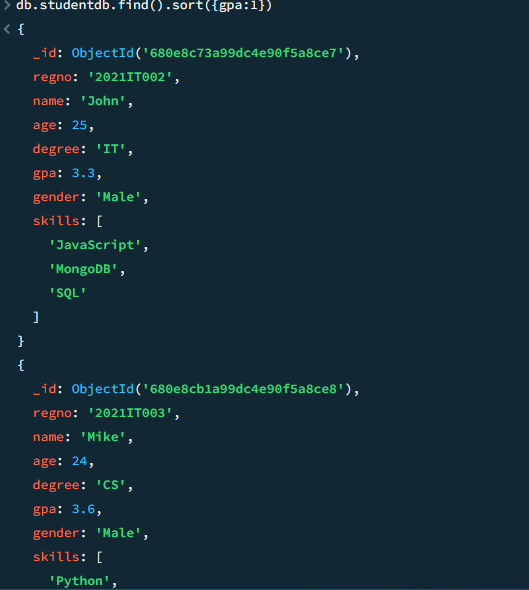 > db.studentdb.find().sort({gpa:1})
< {
_id: ObjectId('680e8c73a99dc4e90f5a8ce7'),
regno: '2021IT002',
name: 'John',
age: 25,
degree: 'IT',
gpa: 3.3,
gender: 'Male',
skills: [
'JavaScript',
'MongoDB',
'SQL'
]
}
{
_id: ObjectId('680e8cb1a99dc4e90f5a8ce8'),
regno: '2021IT003',
name: 'Mike',
age: 24,
degree: 'CS',
gpa: 3.6,
gender: 'Male',
skills: [
'Python',